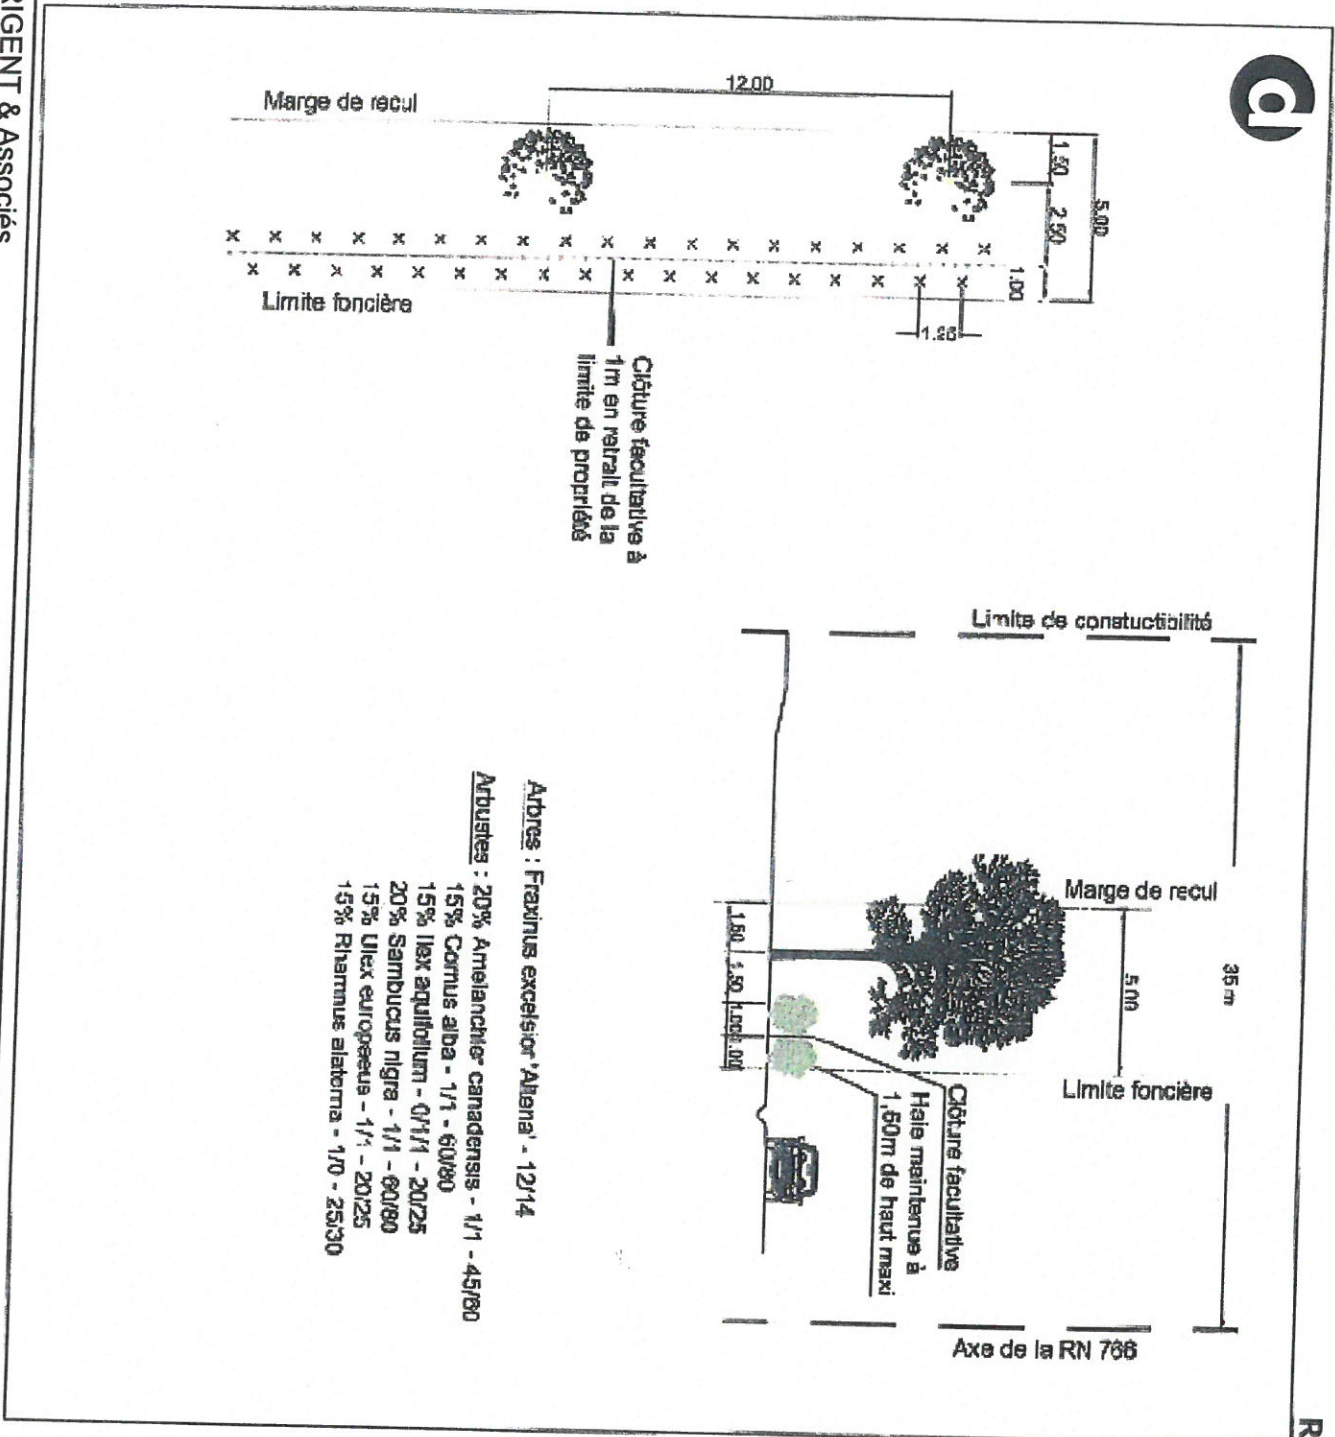 d
R
Limite de constuctibilité
35 m
Marge de recul
5.00
Limite foncière
Axe de la RN 766
Clôture facultative
Haie maintenue à
1,50m de haut maxi
1.50
1.50
1.00
1.00
Marge de recul
12.00
1.50
2.50
5.00
1.00
1.25
Limite foncière
Clôture facultative à
1m en retrait de la
limite de propriété
Arbres : Fraxinus excelsior 'Altena' - 12/14
Arbustes : 20% Amelanchier canadensis - 1/1 - 45/60
15% Cornus alba - 1/1 - 60/80
15% Ilex aquifolium - 0/1/1 - 20/25
20% Sambucus nigra - 1/1 - 60/80
15% Ulex europaeus - 1/1 - 20/25
15% Rhamnus alaterna - 1/0 - 25/30
RIGENT & Associés